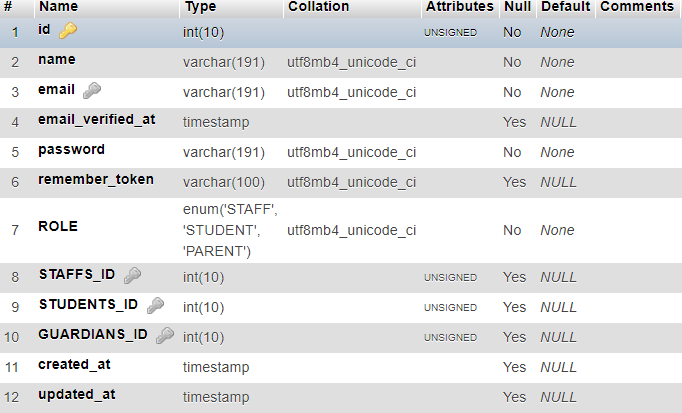 # Name Type Collation Attributes Null Default Comments
1 id int(10) UNSIGNED No None
2 name varchar(191) utf8mb4_unicode_ci No None
3 email varchar(191) utf8mb4_unicode_ci No None
4 email_verified_at timestamp Yes NULL
5 password varchar(191) utf8mb4_unicode_ci No None
6 remember_token varchar(100) utf8mb4_unicode_ci Yes NULL
7 ROLE enum('STAFF', 'STUDENT', 'PARENT') utf8mb4_unicode_ci No None
8 STAFFS_ID int(10) UNSIGNED Yes NULL
9 STUDENTS_ID int(10) UNSIGNED Yes NULL
10 GUARDIANS_ID int(10) UNSIGNED Yes NULL
11 created_at timestamp Yes NULL
12 updated_at timestamp Yes NULL